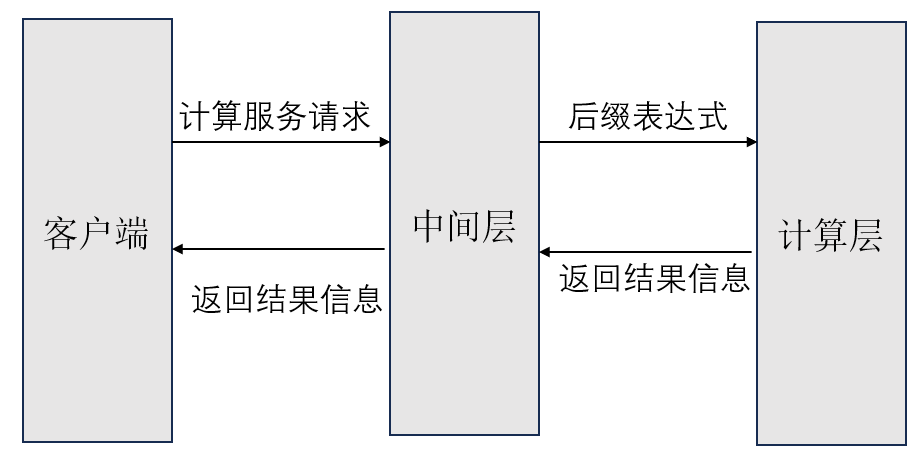 计算服务请求
后缀表达式
客户端
中间层
计算层
返回结果信息
返回结果信息